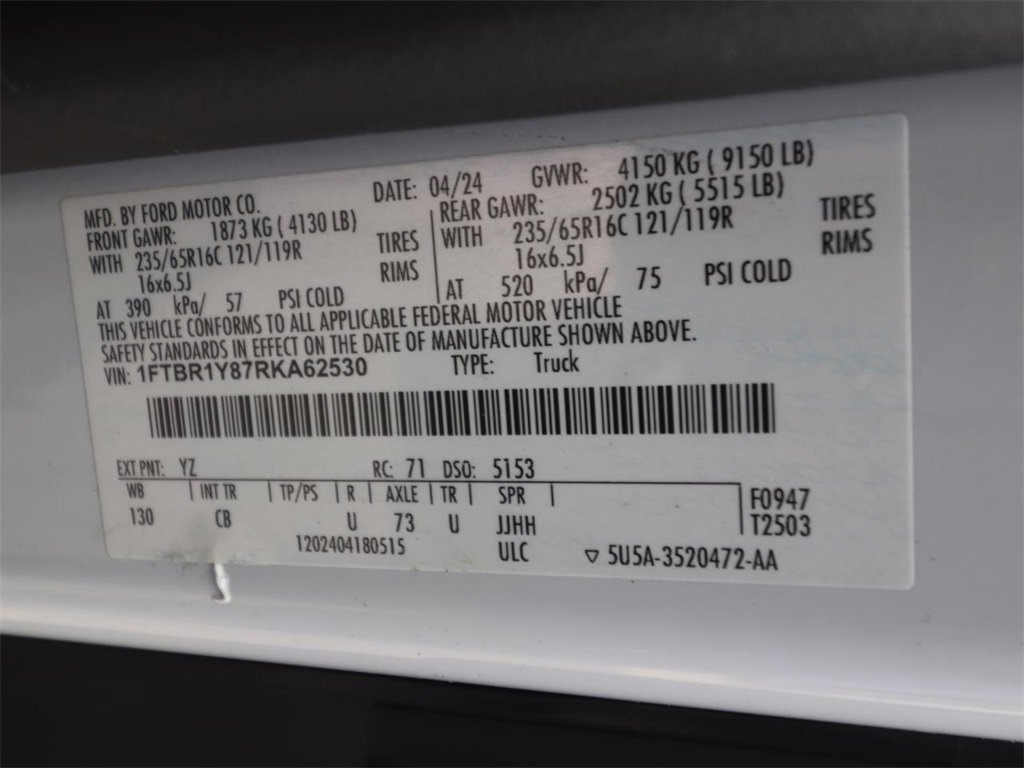 MFD. BY FORD MOTOR CO. DATE: 04/24 GVWR: 4150 KG ( 9150 LB)
FRONT GAWR: 1873 KG ( 4130 LB) REAR GAWR: 2502 KG ( 5515 LB)
WITH 235/65R16C 121/119R TIRES WITH 235/65R16C 121/119R TIRES
16x6.5J RIMS 16x6.5J RIMS
AT 390 kPa/ 57 PSI COLD AT 520 kPa/ 75 PSI COLD
THIS VEHICLE CONFORMS TO ALL APPLICABLE FEDERAL MOTOR VEHICLE
SAFETY STANDARDS IN EFFECT ON THE DATE OF MANUFACTURE SHOWN ABOVE.
VIN: 1FTBR1Y87RKA62530 TYPE: Truck
EXT PNT: YZ RC: 71 DSO: 5153
WB | INT TR | TP/PS | R | AXLE | TR | SPR | F0947
130 CB U 73 U JJHH T2503
1202404180515 ULC ▽ 5U5A-3520472-AA